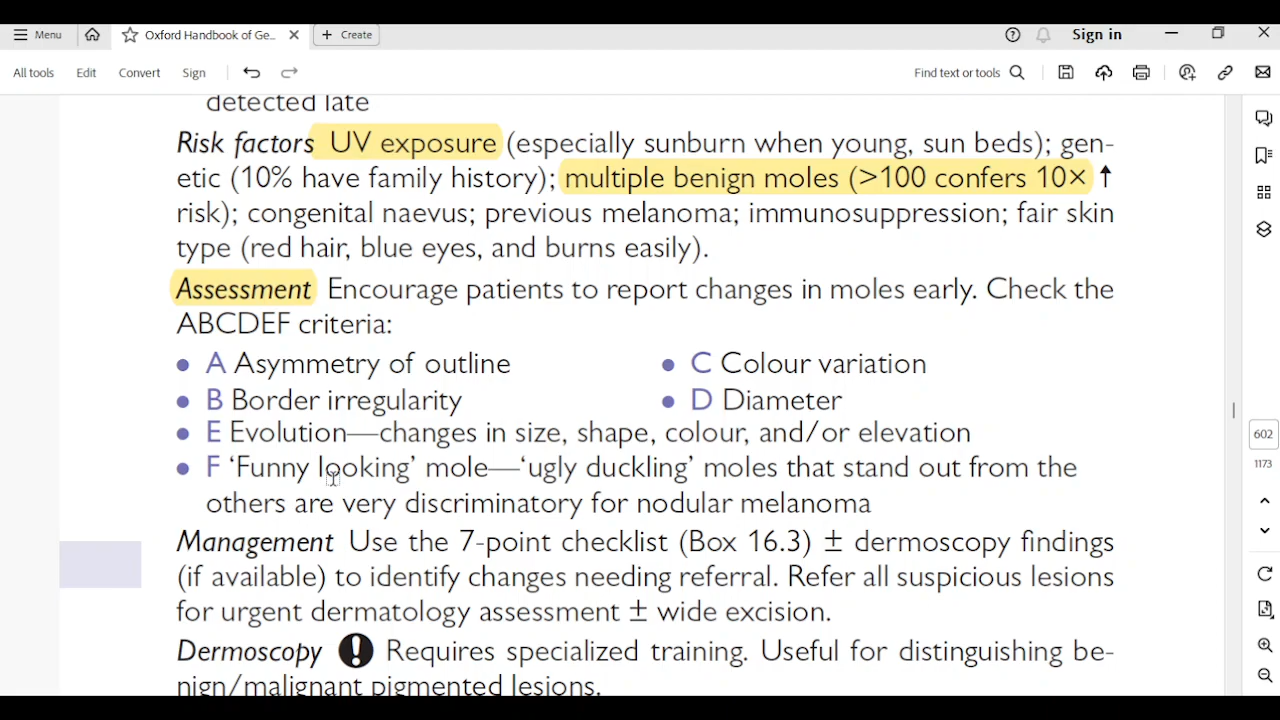 Menu
Oxford Handbook of Ge...
Create
Sign in
All tools
Edit
Convert
Sign
Find text or tools
detected late
Risk factors UV exposure (especially sunburn when young, sun beds); gen-
etic (10% have family history); multiple benign moles (>100 confers 10× ↑
risk); congenital naevus; previous melanoma; immunosuppression; fair skin
type (red hair, blue eyes, and burns easily).
Assessment Encourage patients to report changes in moles early. Check the
ABCDEF criteria:
• A Asymmetry of outline
• C Colour variation
• B Border irregularity
• D Diameter
• E Evolution—changes in size, shape, colour, and/or elevation
• F ‘Funny looking’ mole—‘ugly duckling’ moles that stand out from the
others are very discriminatory for nodular melanoma
Management Use the 7-point checklist (Box 16.3) ± dermoscopy findings
(if available) to identify changes needing referral. Refer all suspicious lesions
for urgent dermatology assessment ± wide excision.
Dermoscopy ! Requires specialized training. Useful for distinguishing be-
nign/malignant pigmented lesions.
602
1173